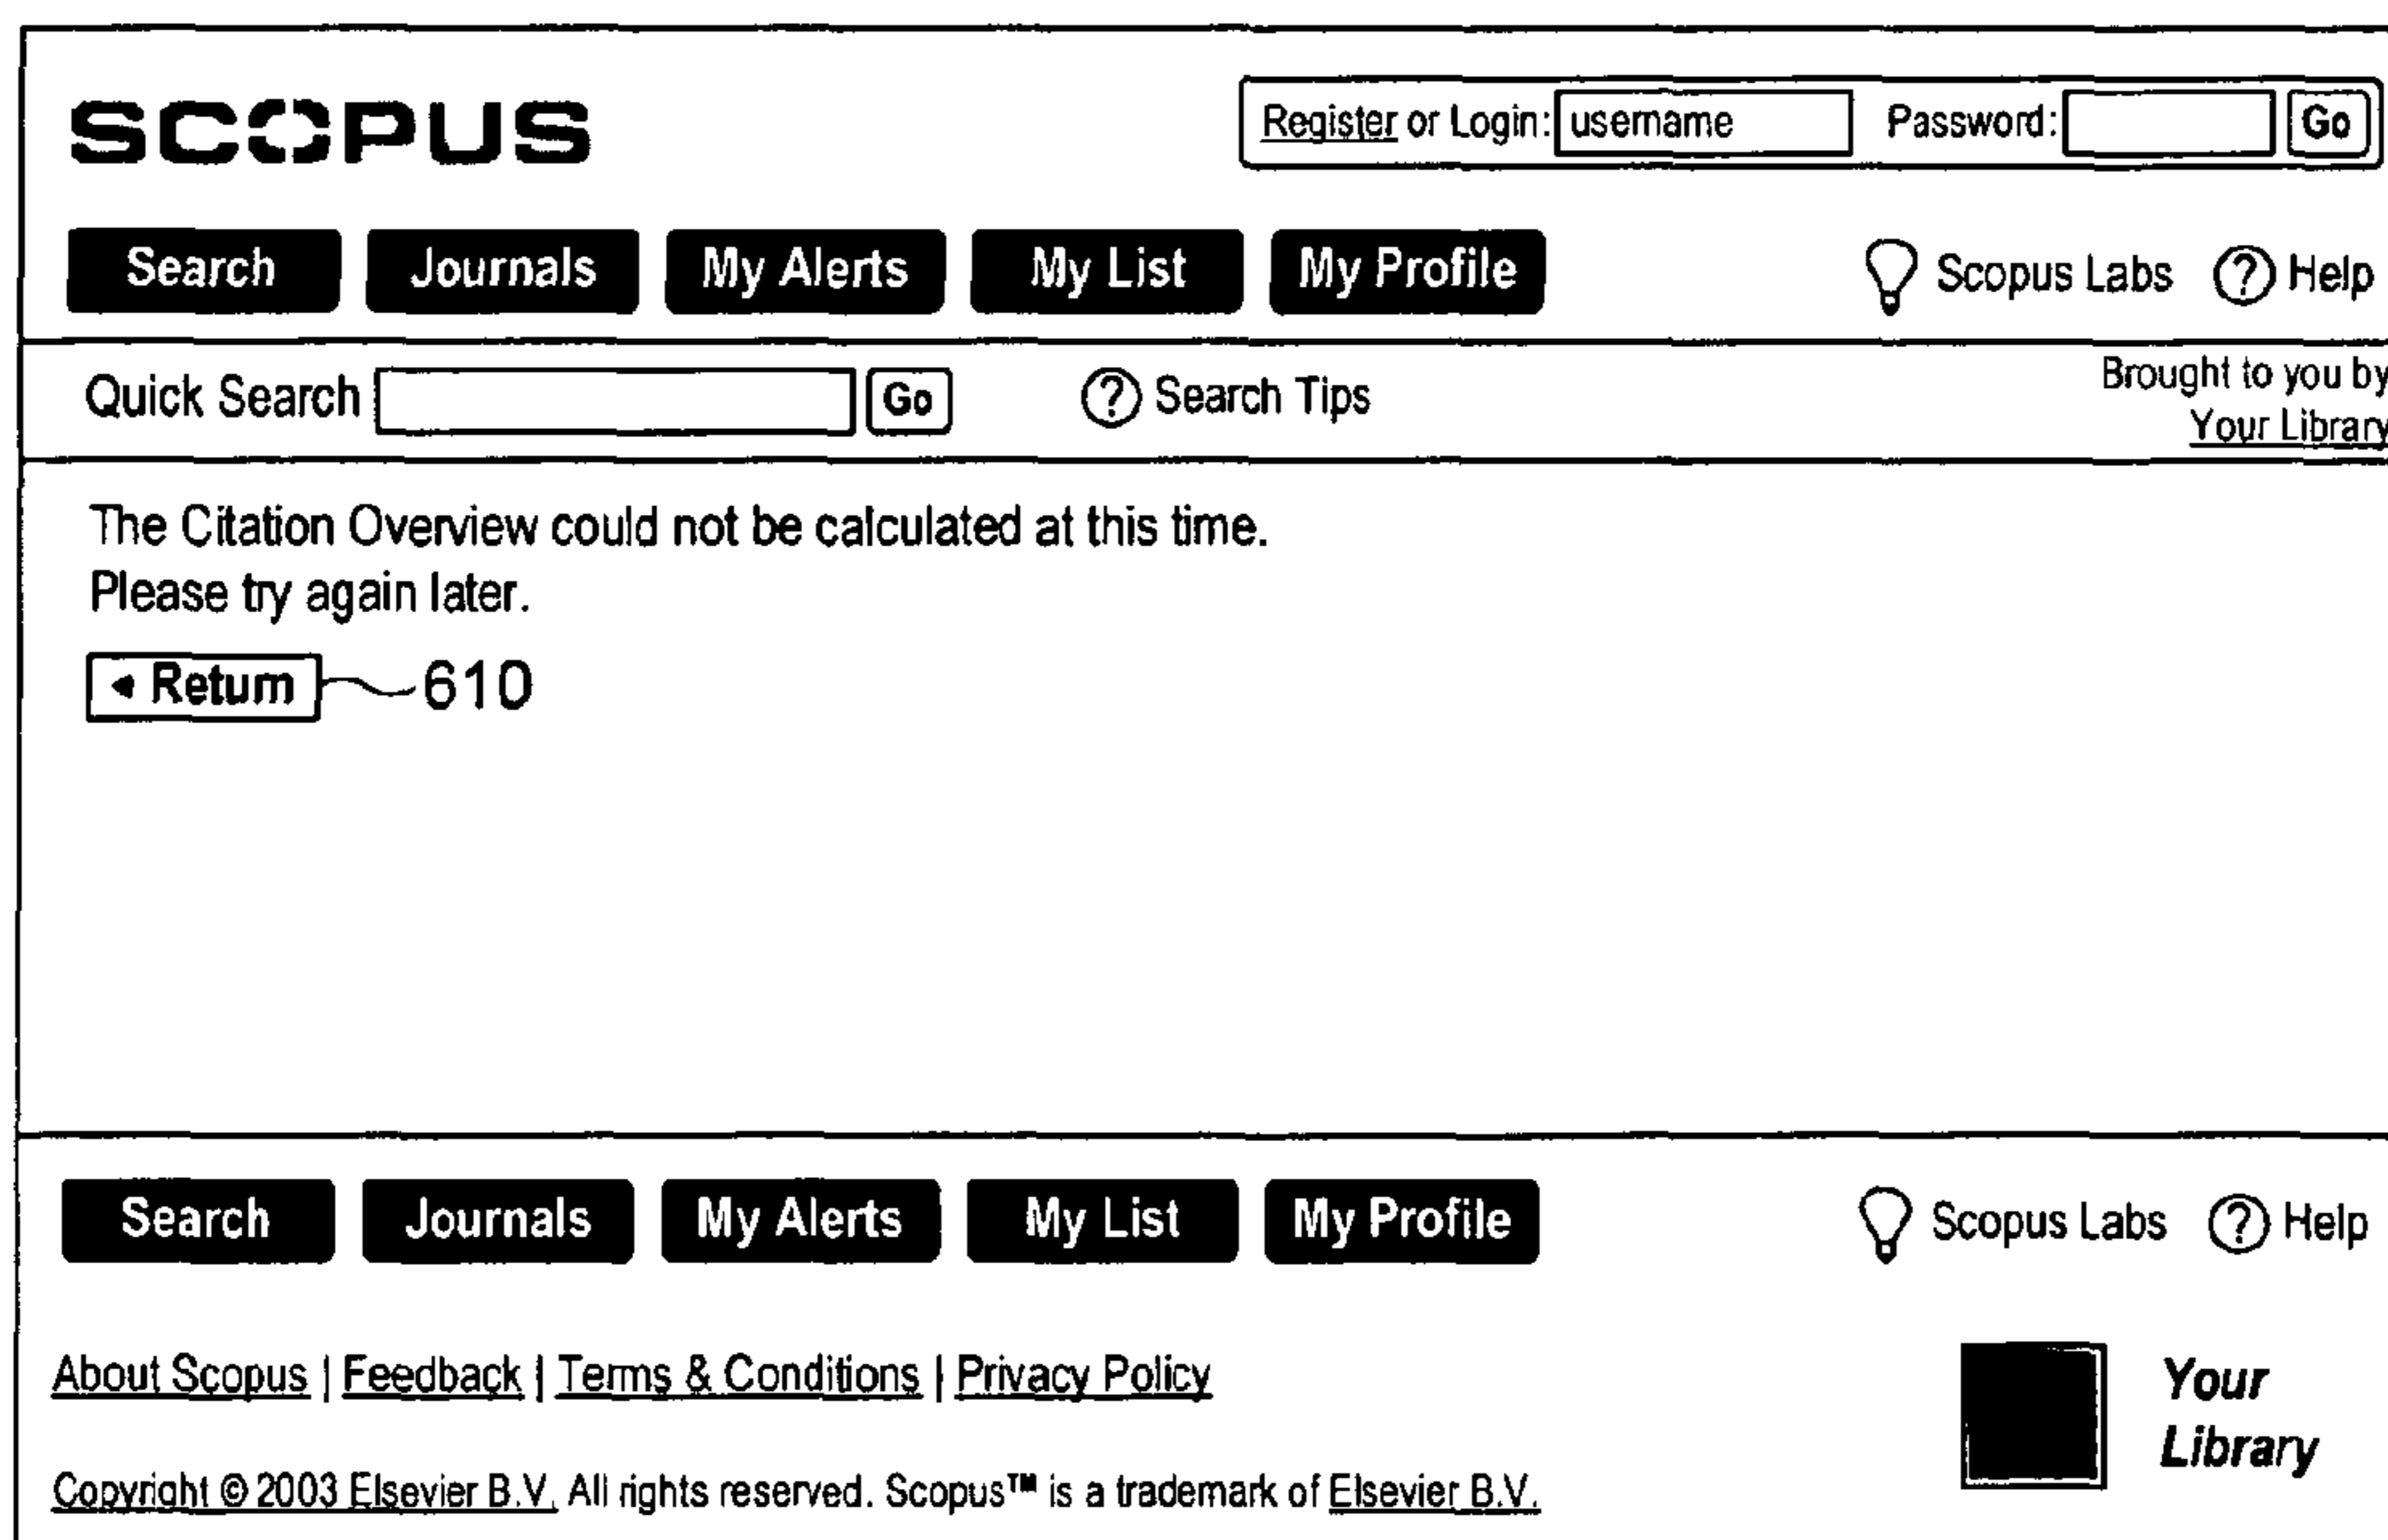 SCOPUS
Register or Login: username Password: Go
Search Journals My Alerts My List My Profile Scopus Labs ? Help
Quick Search Go ? Search Tips Brought to you by
Your Library
The Citation Overview could not be calculated at this time.
Please try again later.
◄ Return 610
Search Journals My Alerts My List My Profile Scopus Labs ? Help
About Scopus | Feedback | Terms & Conditions | Privacy Policy
Your
Library
Copyright © 2003 Elsevier B.V. All rights reserved. Scopus™ is a trademark of Elsevier B.V.